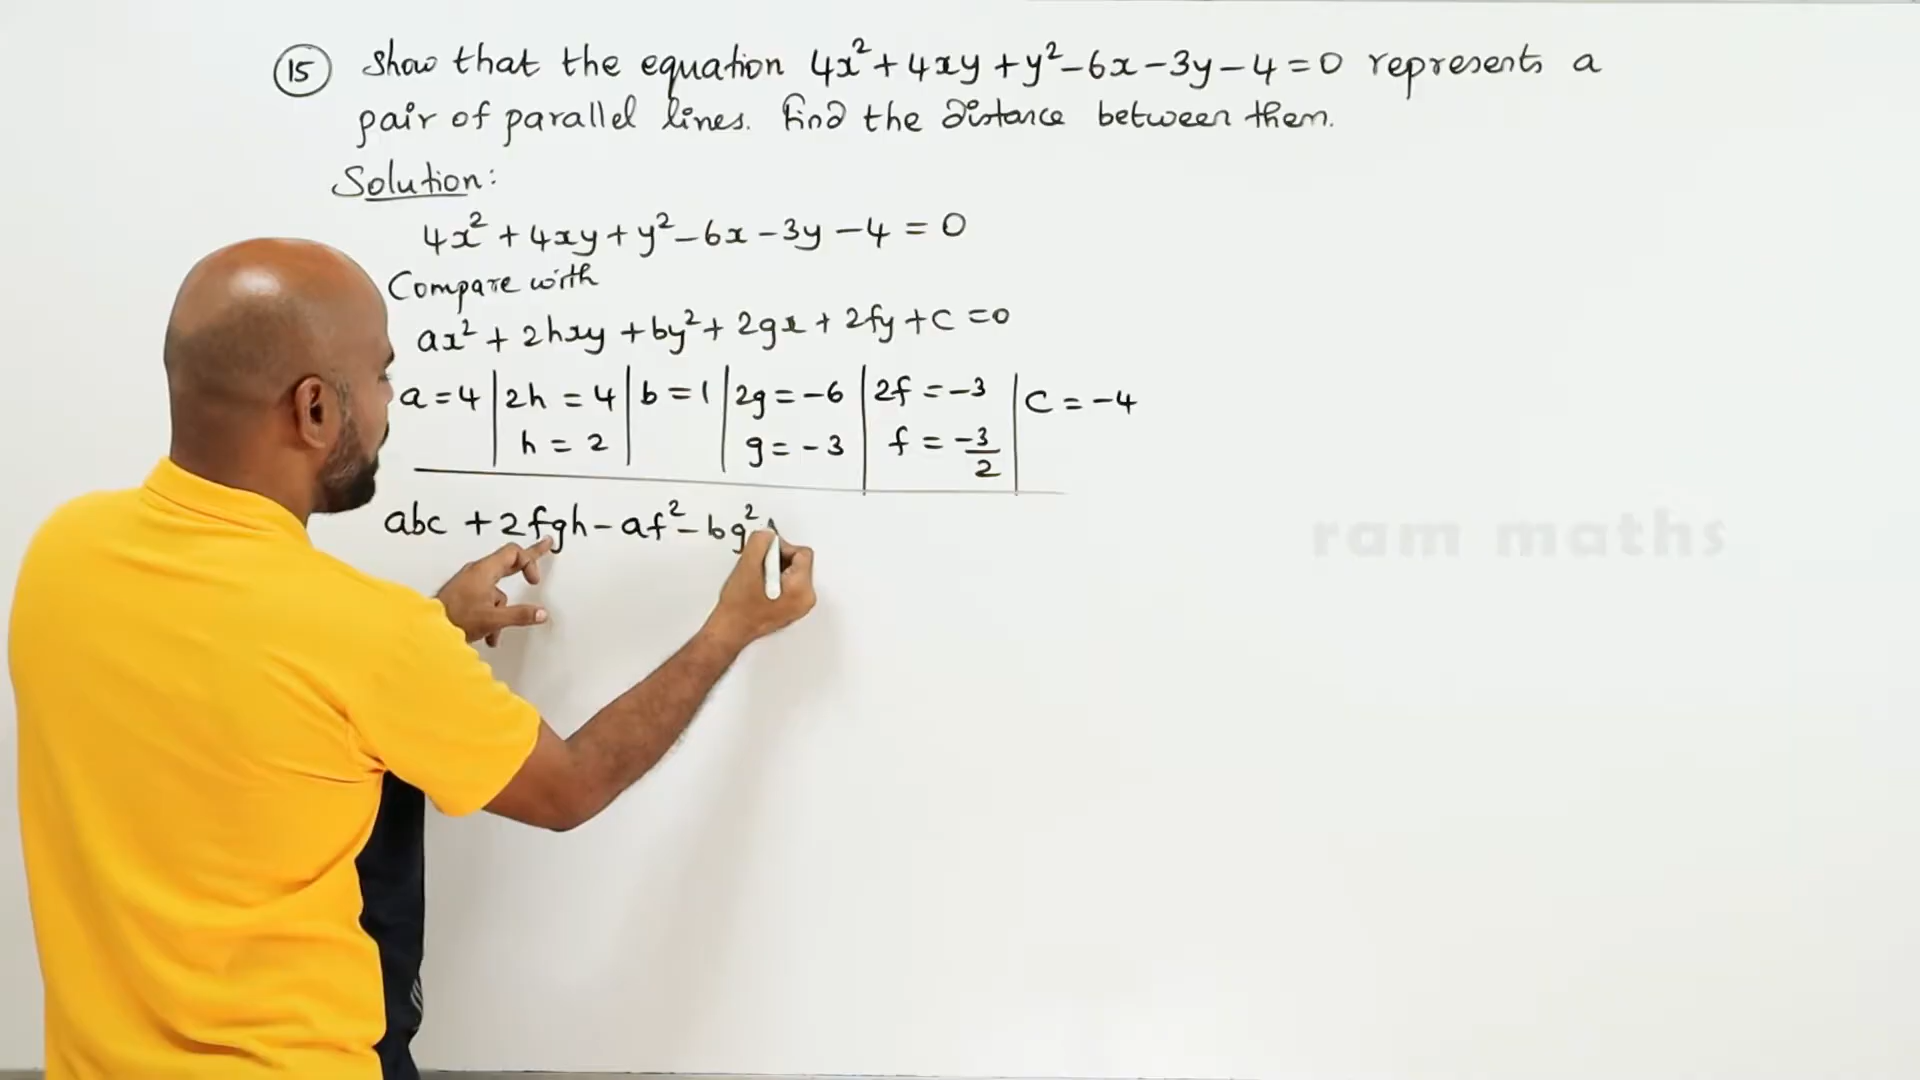 15 Show that the equation 4x² + 4xy + y² - 6x - 3y - 4 = 0 represents a
pair of parallel lines. Find the distance between them.
Solution:
4x² + 4xy + y² - 6x - 3y - 4 = 0
Compare with
ax² + 2hxy + by² + 2gx + 2fy + c = 0
a = 4 | 2h = 4 | b = 1 | 2g = -6 | 2f = -3 | c = -4
h = 2 | g = -3 | f = -3/2
abc + 2fgh - af² - bg²
ram maths